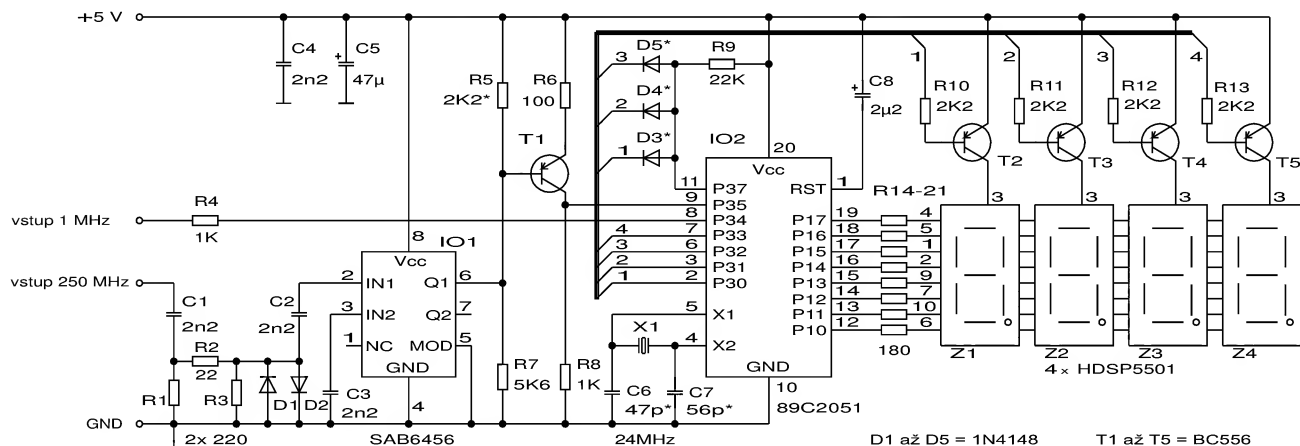 +5 V
C4
2n2
C5
+
47µ
R5
2K2*
R6
100
T1
3
D5*
2
D4*
1
D3*
R9
22K
C8
+
2µ2
1
2
3
4
R10
2K2
R11
2K2
R12
2K2
R13
2K2
T2
T3
T4
T5
IO2
20
Vcc
11
P37
RST
1
9
P35
8
P34
4
7
P33
3
6
P32
2
3
P31
1
2
P30
5
X1
4
X2
GND
10
89C2051
R14-21
P17
19
4
P16
18
5
P15
17
1
P14
16
2
P13
15
9
P12
14
7
P11
13
10
P10
12
6
180
3
3
3
3
Z1
Z2
Z3
Z4
4x HDSP5501
vstup 1 MHz
R4
1K
vstup 250 MHz
C1
2n2
C2
2n2
R2
22
R1
R3
D1
D2
C3
2n2
IO1
8
Vcc
2
IN1
Q1
6
3
IN2
Q2
7
1
NC
MOD
5
GND
4
R7
5K6
R8
1K
X1
C6
47p*
C7
56p*
GND
2x 220
SAB6456
24MHz
D1 až D5 = 1N4148
T1 až T5 = BC556